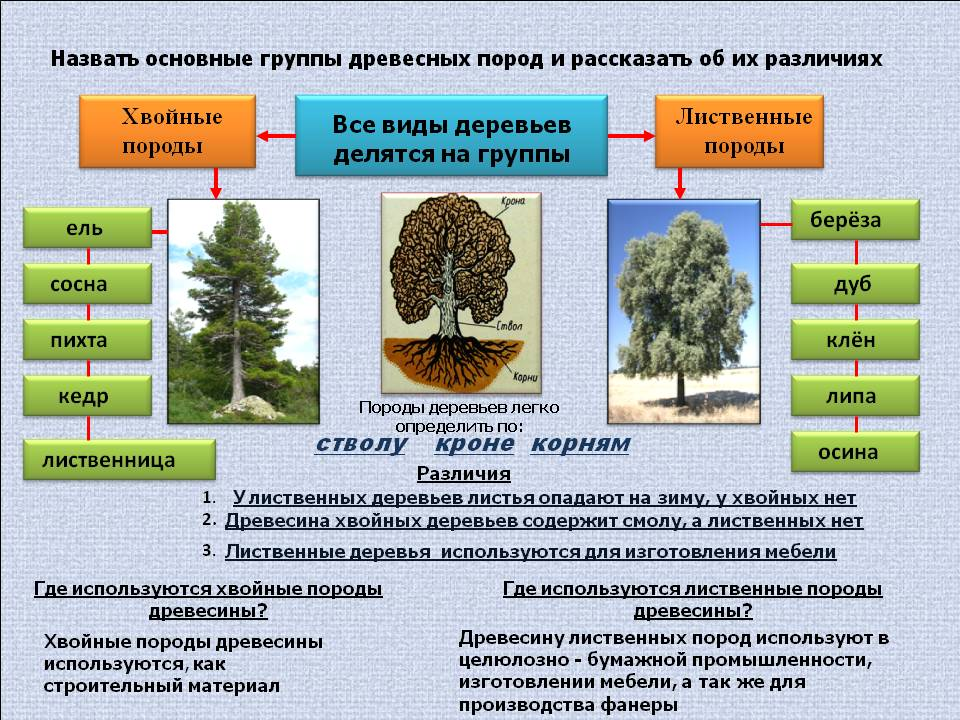 Назвать основные группы древесных пород и рассказать об их различиях
Хвойные
породы
Все виды деревьев
делятся на группы
Лиственные
породы
ель
сосна
пихта
кедр
лиственница
Крона
Ствол
Корни
берёза
дуб
клён
липа
осина
Породы деревьев легко
определить по:
стволу кроне корням
Различия
1. У лиственных деревьев листья опадают на зиму, у хвойных нет
2. Древесина хвойных деревьев содержит смолу, а лиственных нет
3. Лиственные деревья используются для изготовления мебели
Где используются хвойные породы
древесины?
Хвойные породы древесины
используются, как
строительный материал
Где используются лиственные породы
древесины?
Древесину лиственных пород используют в
целюлозно - бумажной промышленности,
изготовлении мебели, а так же для
производства фанеры